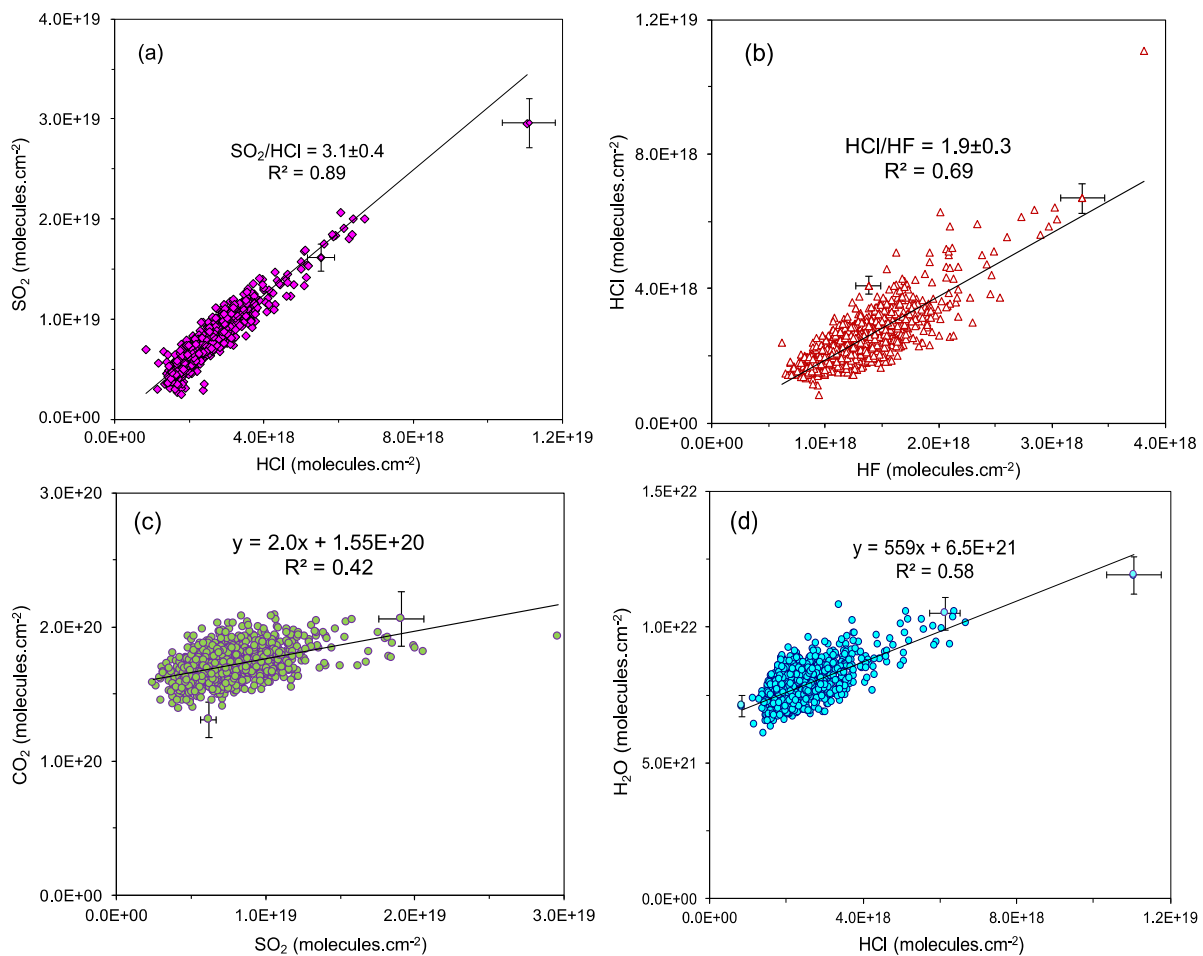 (a)
SO₂/HCl = 3.1±0.4
R² = 0.89
4.0E+19
3.0E+19
2.0E+19
1.0E+19
0.0E+00
SO₂ (molecules.cm⁻²)
0.0E+00 4.0E+18 8.0E+18 1.2E+19
HCl (molecules.cm⁻²)
(b)
HCl/HF = 1.9±0.3
R² = 0.69
1.2E+19
8.0E+18
4.0E+18
0.0E+00
HCl (molecules.cm⁻²)
0.0E+00 1.0E+18 2.0E+18 3.0E+18 4.0E+18
HF (molecules.cm⁻²)
(c)
y = 2.0x + 1.55E+20
R² = 0.42
3.0E+20
2.0E+20
1.0E+20
0.0E+00
CO₂ (molecules.cm⁻²)
0.0E+00 1.0E+19 2.0E+19 3.0E+19
SO₂ (molecules.cm⁻²)
(d)
y = 559x + 6.5E+21
R² = 0.58
1.5E+22
1.0E+22
5.0E+21
0.0E+00
H₂O (molecules.cm⁻²)
0.0E+00 4.0E+18 8.0E+18 1.2E+19
HCl (molecules.cm⁻²)